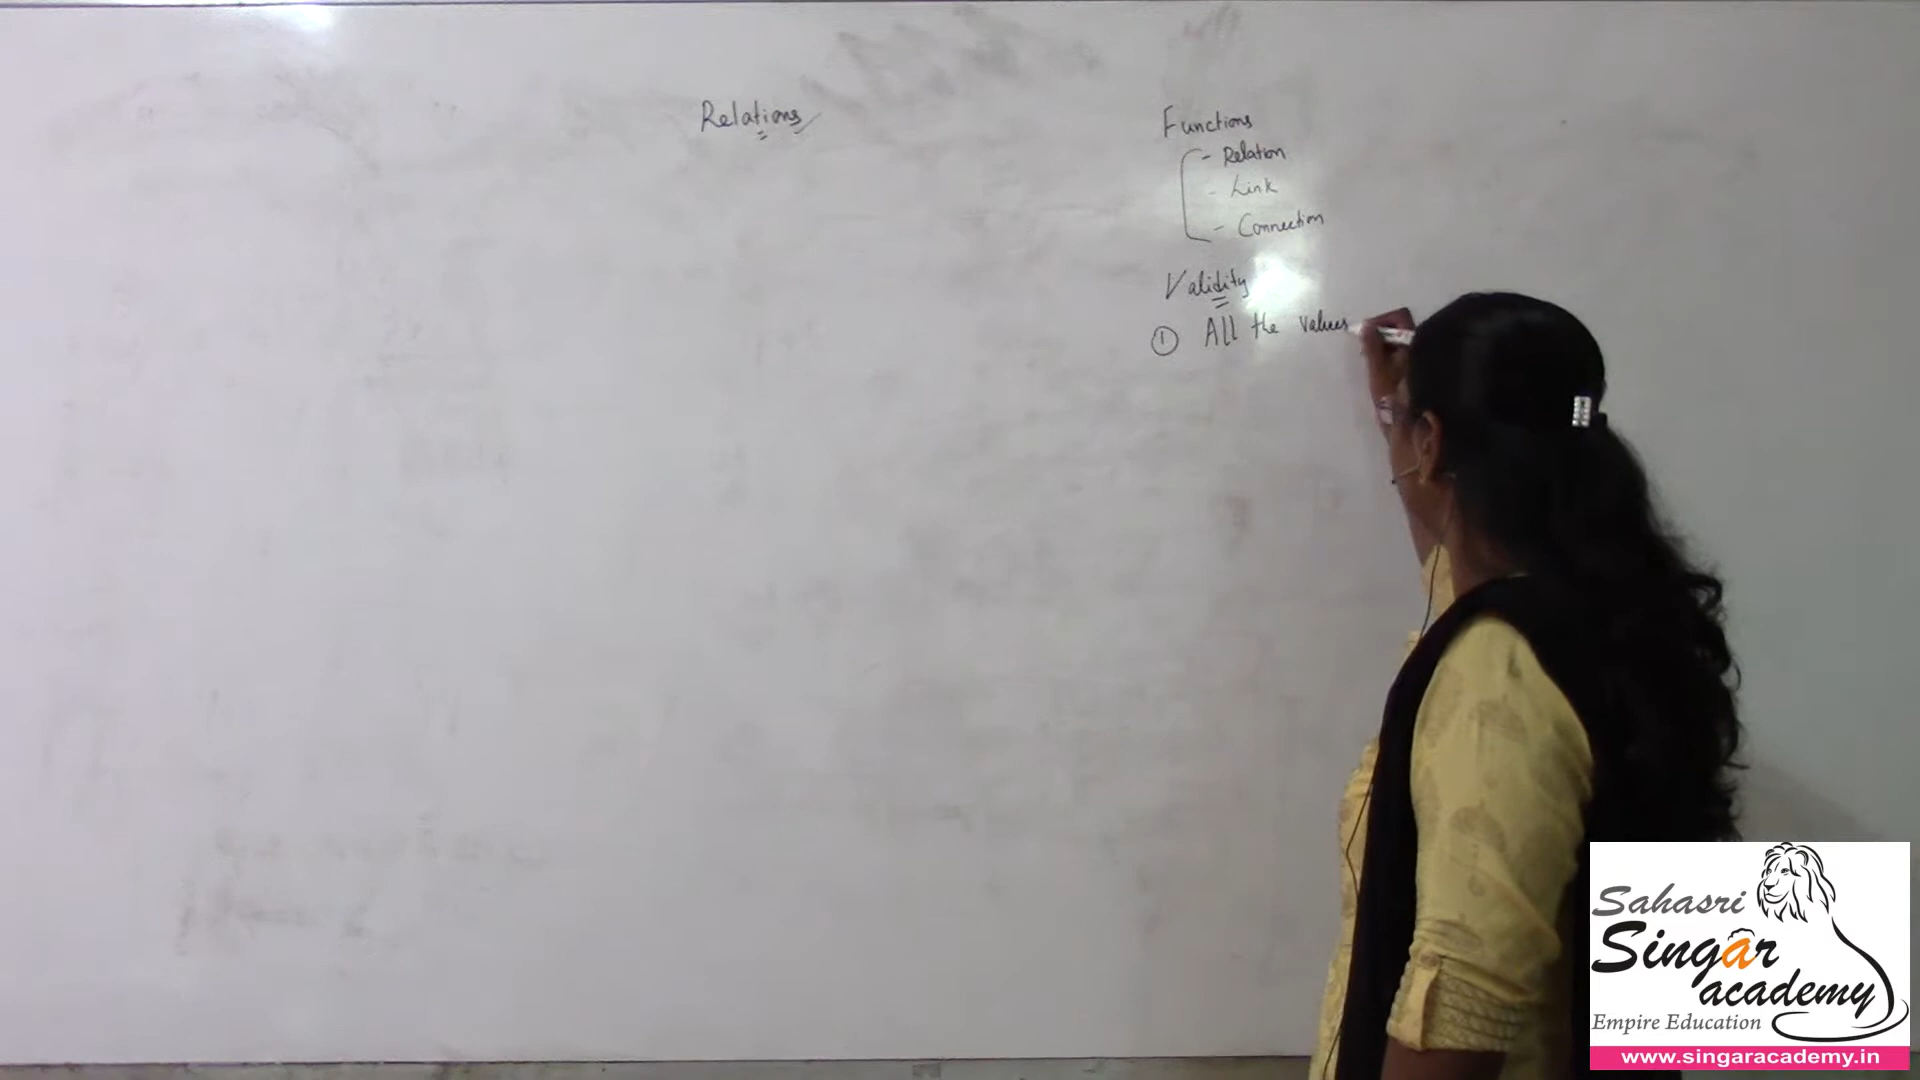 Relations
Functions
- Relation
- Link
- Connection
Validity
① All the values
Sahasri
Singar
academy
Empire Education
www.singaracademy.in